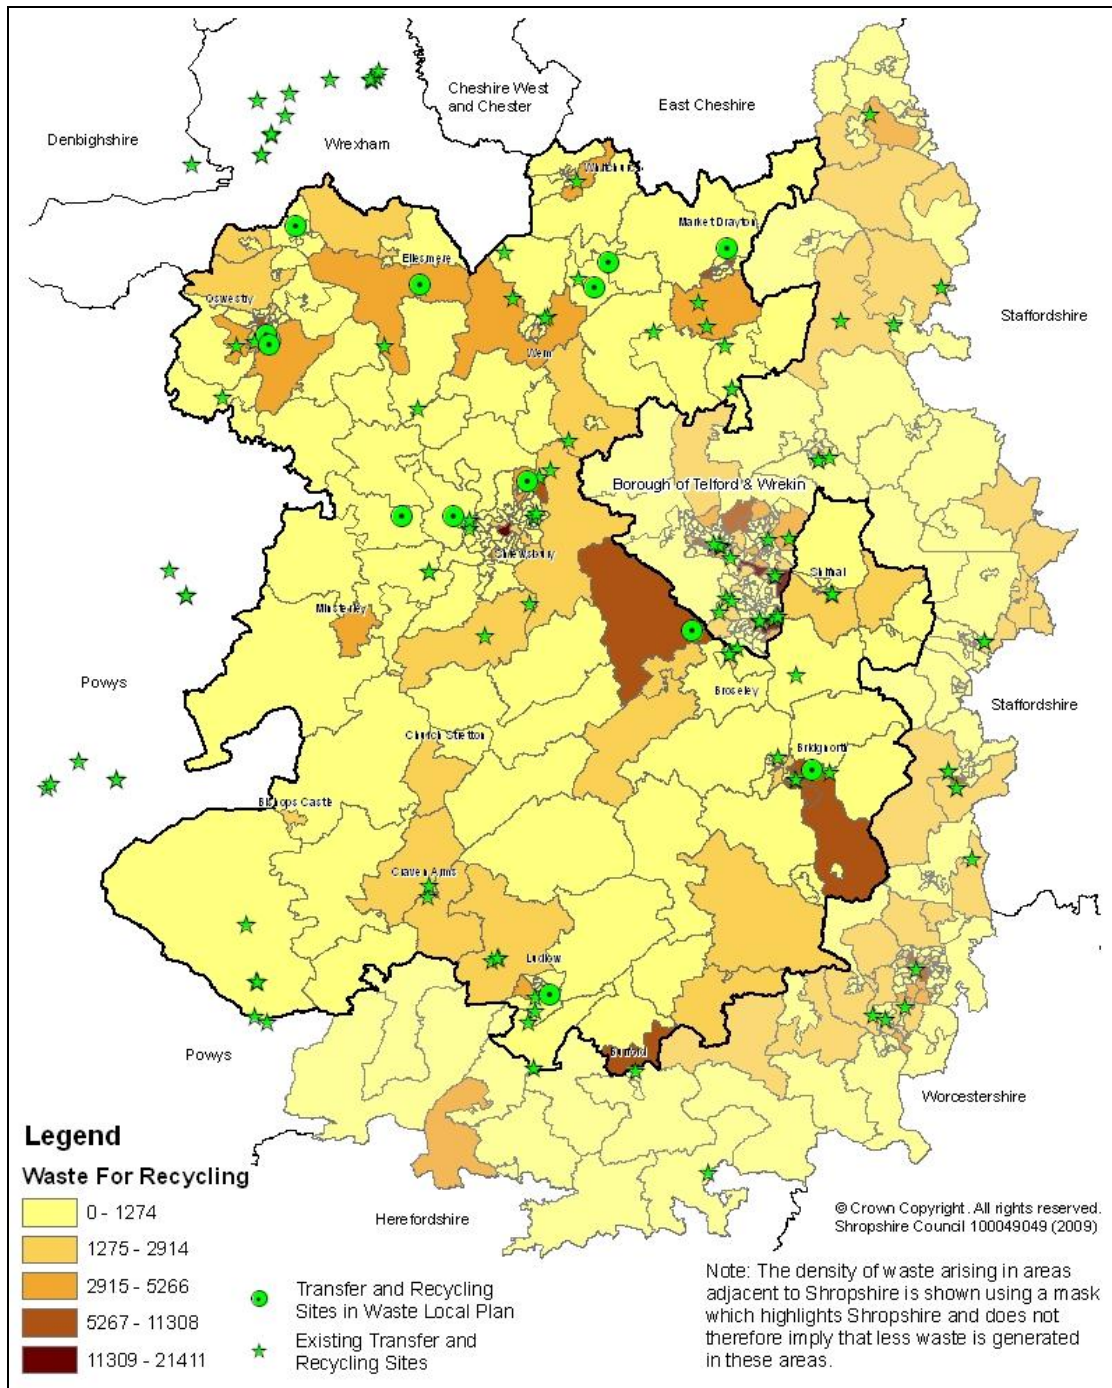 Cheshire West
and Chester
East Cheshire
Denbighshire
Wrexham
Whitchurch
Market Drayton
Ellesmere
Oswestry
Staffordshire
Wem
Borough of Telford & Wrekin
Shrewsbury
Shifnal
Minsterley
Powys
Broseley
Staffordshire
Church Stretton
Bridgnorth
Bishops Castle
Craven Arms
Ludlow
Burford
Powys
Worcestershire
Herefordshire
Legend
Waste For Recycling
0 - 1274
1275 - 2914
2915 - 5266
5267 - 11308
11309 - 21411
Transfer and Recycling
Sites in Waste Local Plan
Existing Transfer and
Recycling Sites
© Crown Copyright. All rights reserved.
Shropshire Council 100049049 (2009)
Note: The density of waste arising in areas
adjacent to Shropshire is shown using a mask
which highlights Shropshire and does not
therefore imply that less waste is generated
in these areas.